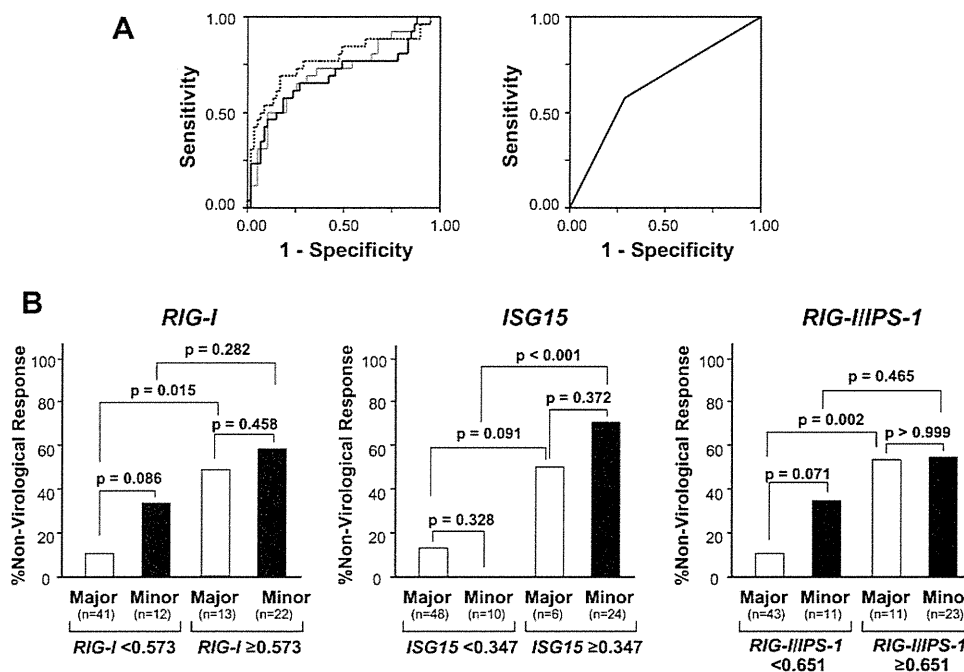 A
1.00
0.50
0.00
Sensitivity
0.00 0.50 1.00
1 - Specificity
1.00
0.50
0.00
Sensitivity
0.00 0.50 1.00
1 - Specificity
B
RIG-I
%Non-Virological Response
100
80
60
40
20
0
p = 0.282
p = 0.015
p = 0.458
p = 0.086
Major Minor Major Minor
(n=41) (n=12) (n=13) (n=22)
RIG-I <0.573 RIG-I ≥0.573
ISG15
%Non-Virological Response
100
80
60
40
20
0
p < 0.001
p = 0.372
p = 0.091
p = 0.328
Major Minor Major Minor
(n=48) (n=10) (n=6) (n=24)
ISG15 <0.347 ISG15 ≥0.347
RIG-I/IPS-1
%Non-Virological Response
100
80
60
40
20
0
p = 0.465
p = 0.002
p > 0.999
p = 0.071
Major Minor Major Minor
(n=43) (n=11) (n=11) (n=23)
RIG-I/IPS-1 RIG-I/IPS-1
<0.651 ≥0.651